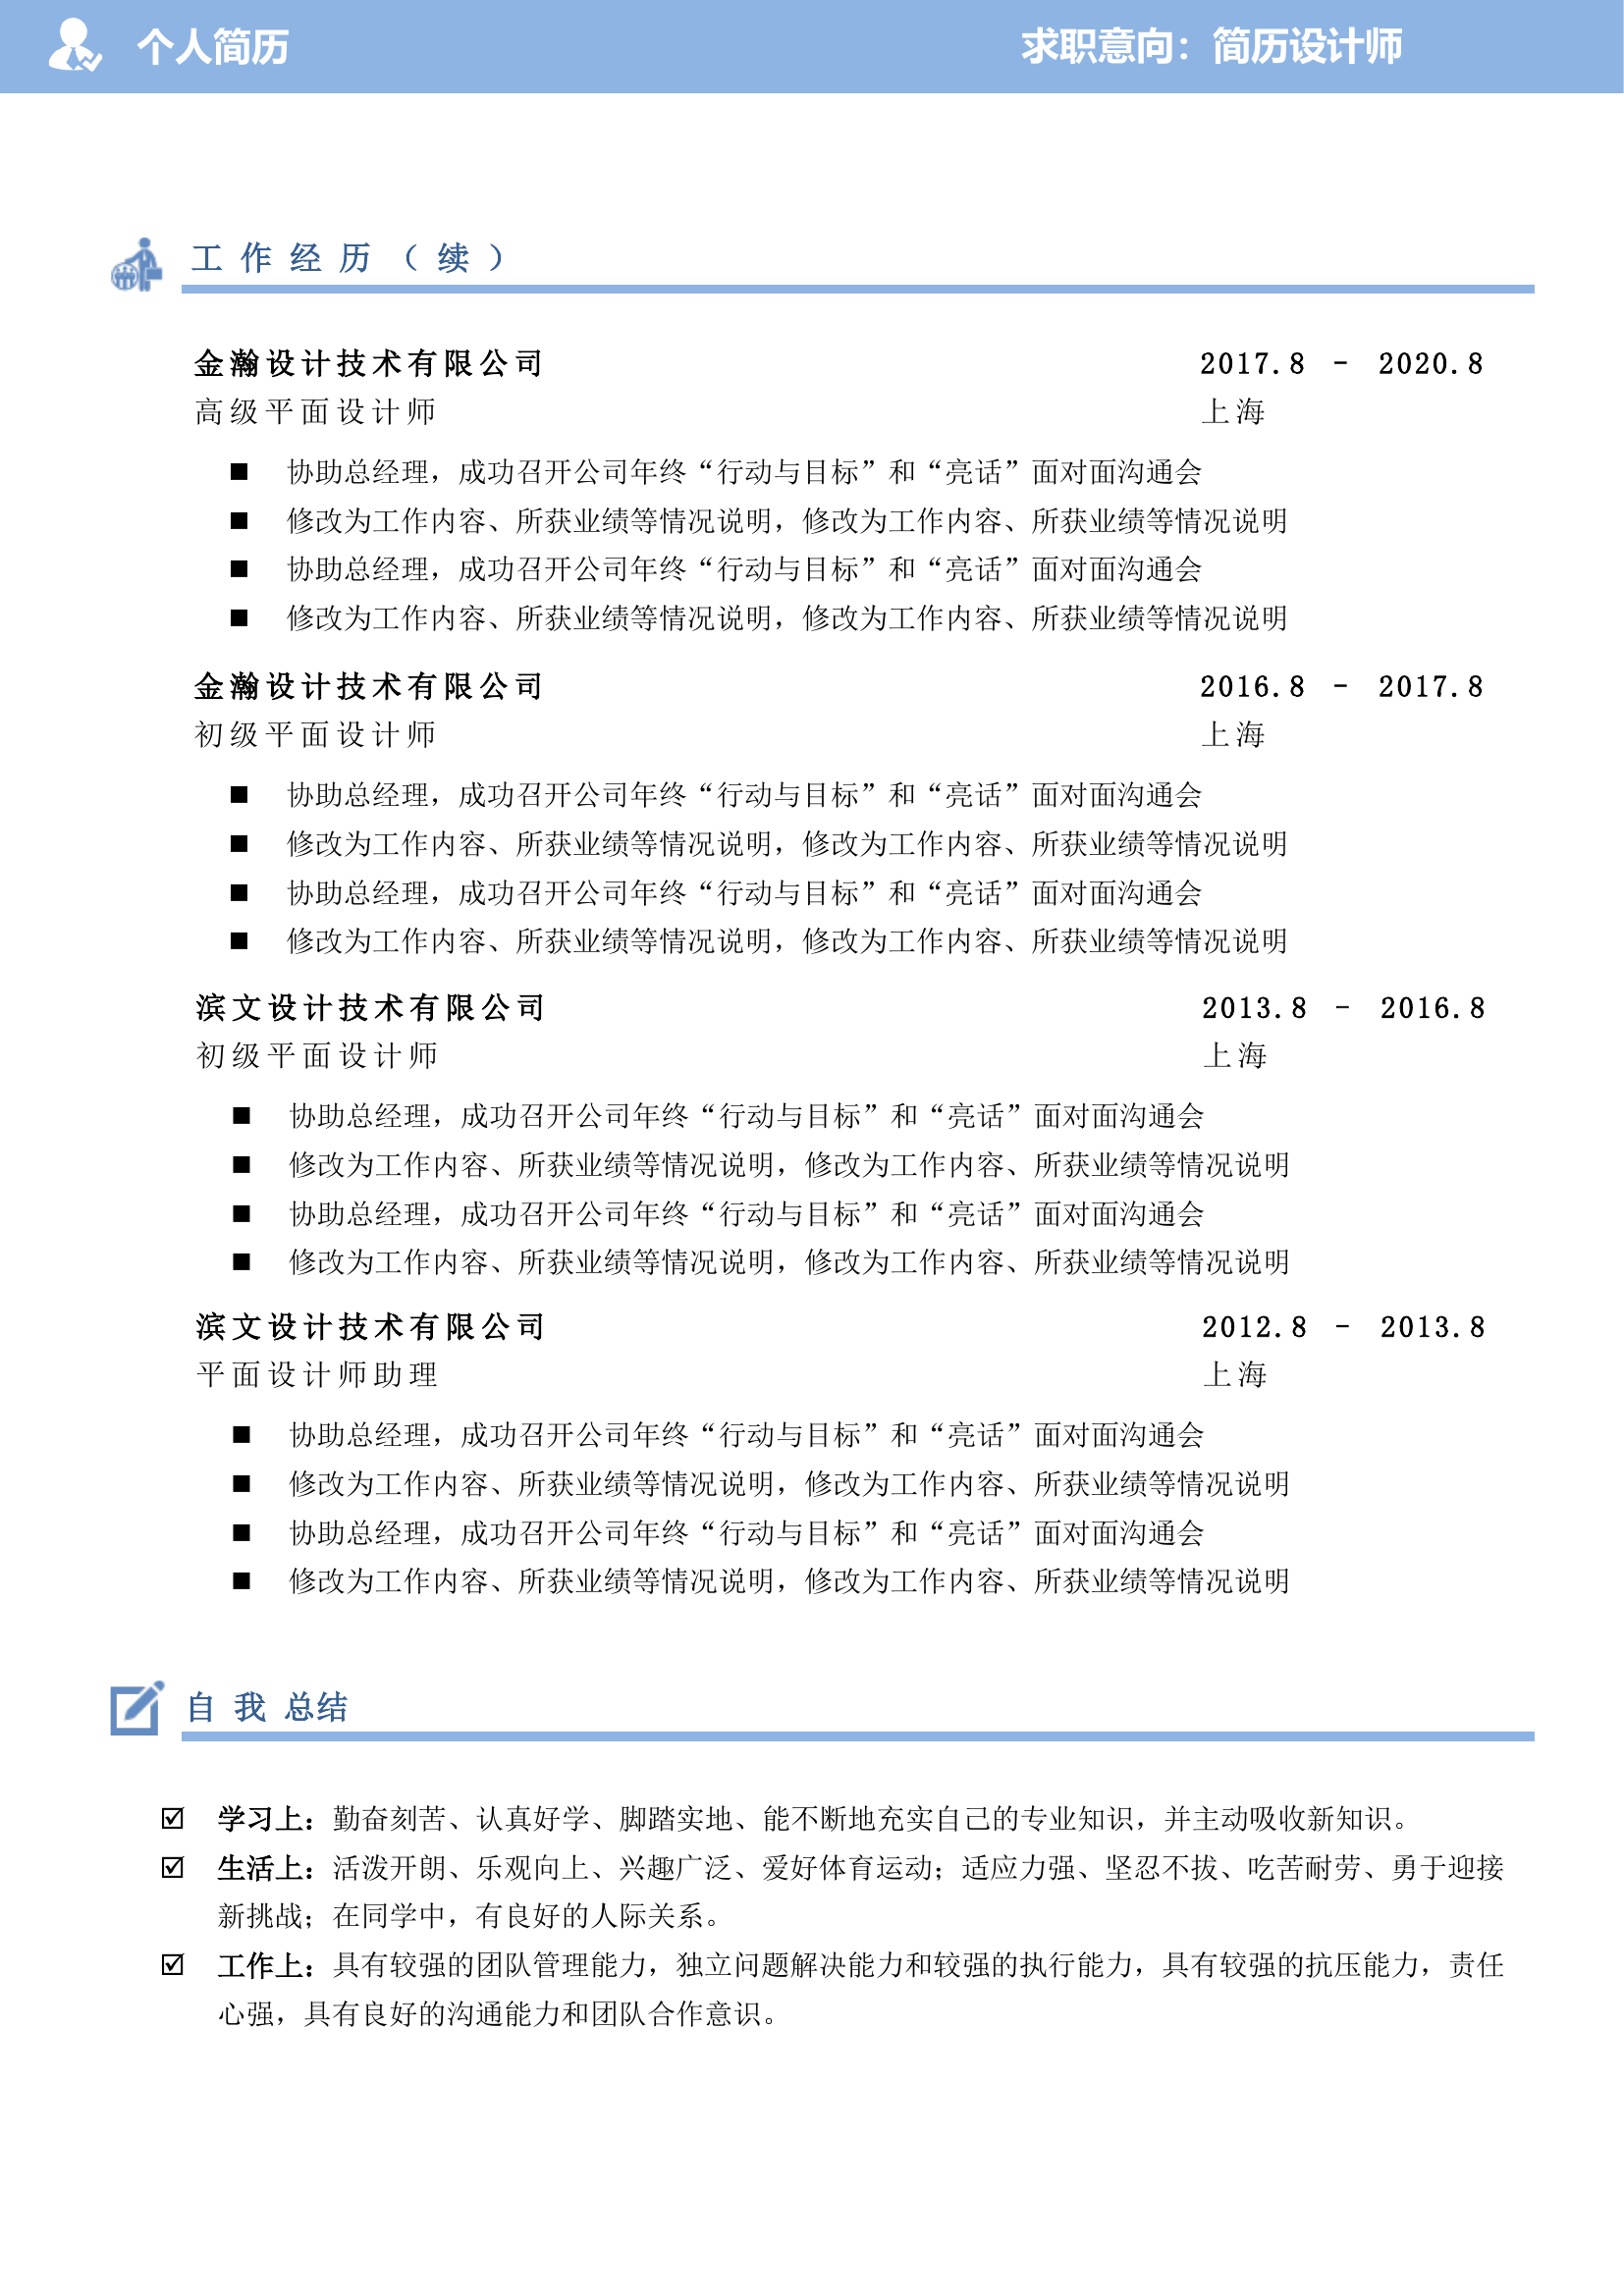 个人简历 求职意向：简历设计师
工作经历（续）
金瀚设计技术有限公司 2017.8 - 2020.8
高级平面设计师 上海
■ 协助总经理，成功召开公司年终“行动与目标”和“亮话”面对面沟通会
■ 修改为工作内容、所获业绩等情况说明，修改为工作内容、所获业绩等情况说明
■ 协助总经理，成功召开公司年终“行动与目标”和“亮话”面对面沟通会
■ 修改为工作内容、所获业绩等情况说明，修改为工作内容、所获业绩等情况说明
金瀚设计技术有限公司 2016.8 - 2017.8
初级平面设计师 上海
■ 协助总经理，成功召开公司年终“行动与目标”和“亮话”面对面沟通会
■ 修改为工作内容、所获业绩等情况说明，修改为工作内容、所获业绩等情况说明
■ 协助总经理，成功召开公司年终“行动与目标”和“亮话”面对面沟通会
■ 修改为工作内容、所获业绩等情况说明，修改为工作内容、所获业绩等情况说明
滨文设计技术有限公司 2013.8 - 2016.8
初级平面设计师 上海
■ 协助总经理，成功召开公司年终“行动与目标”和“亮话”面对面沟通会
■ 修改为工作内容、所获业绩等情况说明，修改为工作内容、所获业绩等情况说明
■ 协助总经理，成功召开公司年终“行动与目标”和“亮话”面对面沟通会
■ 修改为工作内容、所获业绩等情况说明，修改为工作内容、所获业绩等情况说明
滨文设计技术有限公司 2012.8 - 2013.8
平面设计师助理 上海
■ 协助总经理，成功召开公司年终“行动与目标”和“亮话”面对面沟通会
■ 修改为工作内容、所获业绩等情况说明，修改为工作内容、所获业绩等情况说明
■ 协助总经理，成功召开公司年终“行动与目标”和“亮话”面对面沟通会
■ 修改为工作内容、所获业绩等情况说明，修改为工作内容、所获业绩等情况说明
自我总结
☑ 学习上：勤奋刻苦、认真好学、脚踏实地、能不断地充实自己的专业知识，并主动吸收新知识。
☑ 生活上：活泼开朗、乐观向上、兴趣广泛、爱好体育运动；适应力强、坚忍不拔、吃苦耐劳、勇于迎接
新挑战；在同学中，有良好的人际关系。
☑ 工作上：具有较强的团队管理能力，独立问题解决能力和较强的执行能力，具有较强的抗压能力，责任
心强，具有良好的沟通能力和团队合作意识。